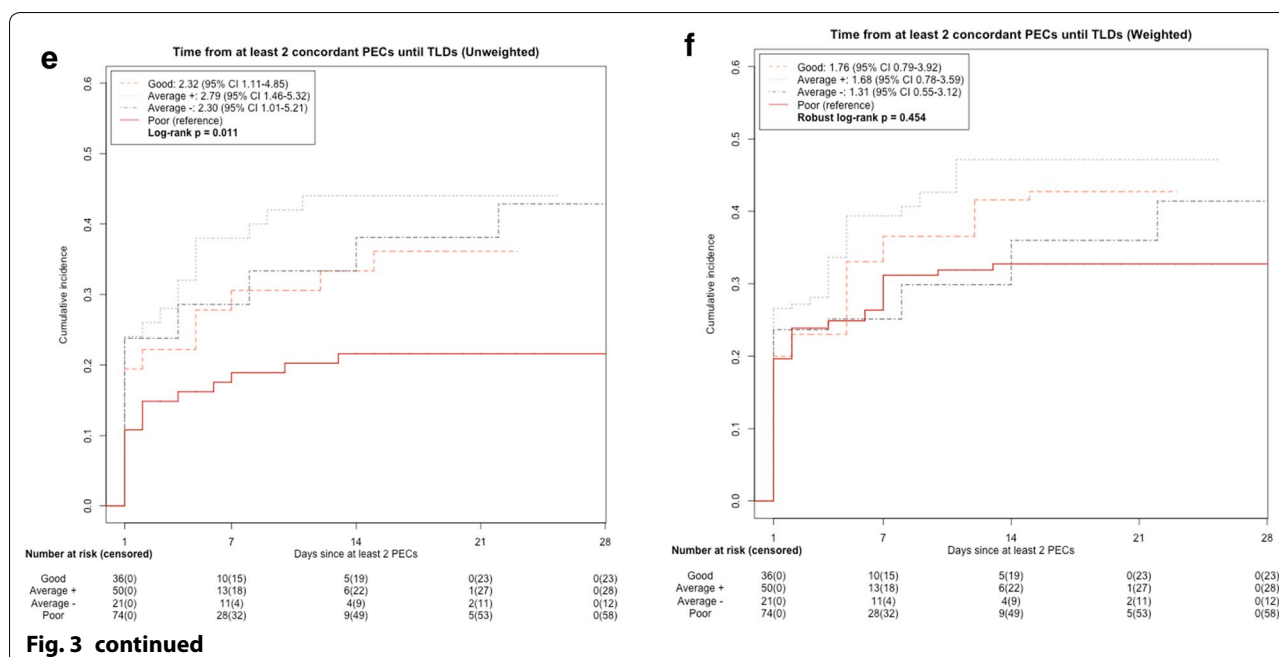 e
Time from at least 2 concordant PECs until TLDs (Unweighted)
Good: 2.32 (95% CI 1.11-4.85)
Average +: 2.79 (95% CI 1.46-5.32)
Average -: 2.30 (95% CI 1.01-5.21)
Poor (reference)
Log-rank p = 0.011
Cumulative incidence
0.6
0.5
0.4
0.3
0.2
0.1
0.0
1 7 14 21 28
Number at risk (censored) Days since at least 2 PECs
Good 36(0) 10(15) 5(19) 0(23) 0(23)
Average + 50(0) 13(18) 6(22) 1(27) 0(28)
Average - 21(0) 11(4) 4(9) 2(11) 0(12)
Poor 74(0) 28(32) 9(49) 5(53) 0(58)
f
Time from at least 2 concordant PECs until TLDs (Weighted)
Good: 1.76 (95% CI 0.79-3.92)
Average +: 1.68 (95% CI 0.78-3.59)
Average -: 1.31 (95% CI 0.55-3.12)
Poor (reference)
Robust log-rank p = 0.454
Cumulative incidence
0.6
0.5
0.4
0.3
0.2
0.1
0.0
1 7 14 21 28
Number at risk (censored) Days since at least 2 PECs
Good 36(0) 10(15) 5(19) 0(23) 0(23)
Average + 50(0) 13(18) 6(22) 1(27) 0(28)
Average - 21(0) 11(4) 4(9) 2(11) 0(12)
Poor 74(0) 28(32) 9(49) 5(53) 0(58)
Fig. 3 continued